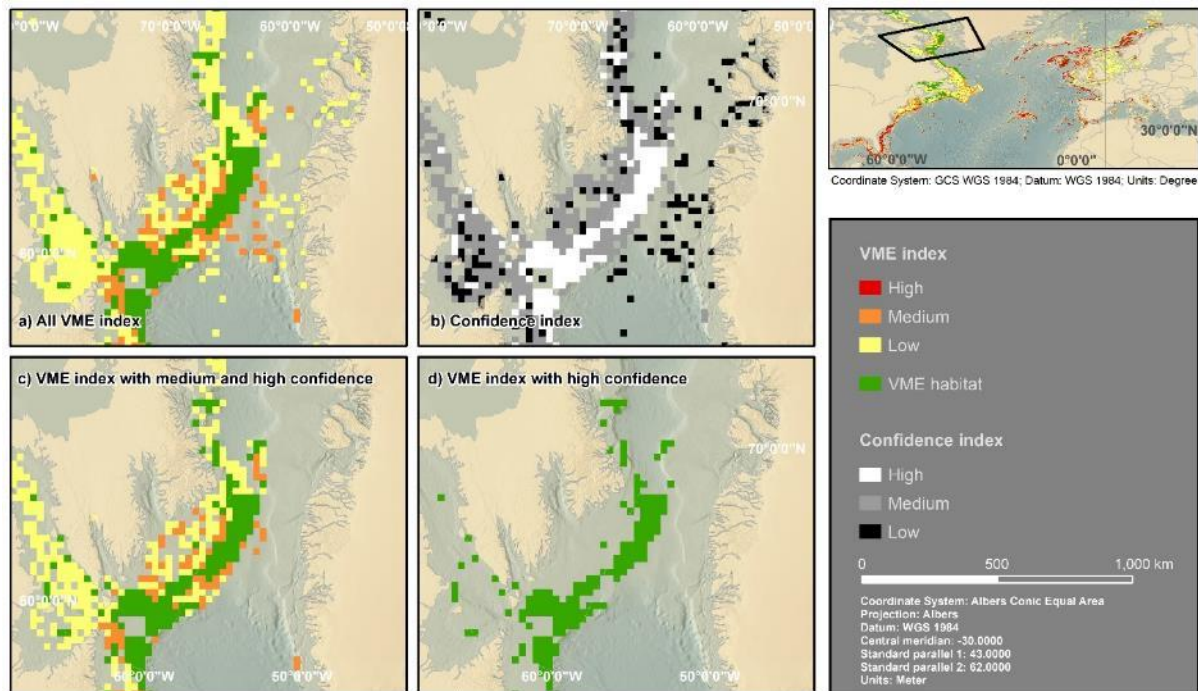 70°0'0"W
60°0'0"W
50°0'0"W
60°0'0"N
a) All VME index
70°0'0"W
60°0'0"W
50°0'0"
70°0'0"N
60°0'0"N
b) Confidence index
30°0'0"N
60°0'0"W
0°0'0"
Coordinate System: GCS WGS 1984; Datum: WGS 1984; Units: Degree
c) VME index with medium and high confidence
60°0'0"N
60°0'0"W
50°0'0"W
d) VME index with high confidence
70°0'0"N
60°0'0"W
50°0'0"W
VME index
High
Medium
Low
VME habitat
Confidence index
High
Medium
Low
0
500
1,000 km
Coordinate System: Albers Conic Equal Area
Projection: Albers
Datum: WGS 1984
Central meridian: -30.0000
Standard parallel 1: 43.0000
Standard parallel 2: 62.0000
Units: Meter